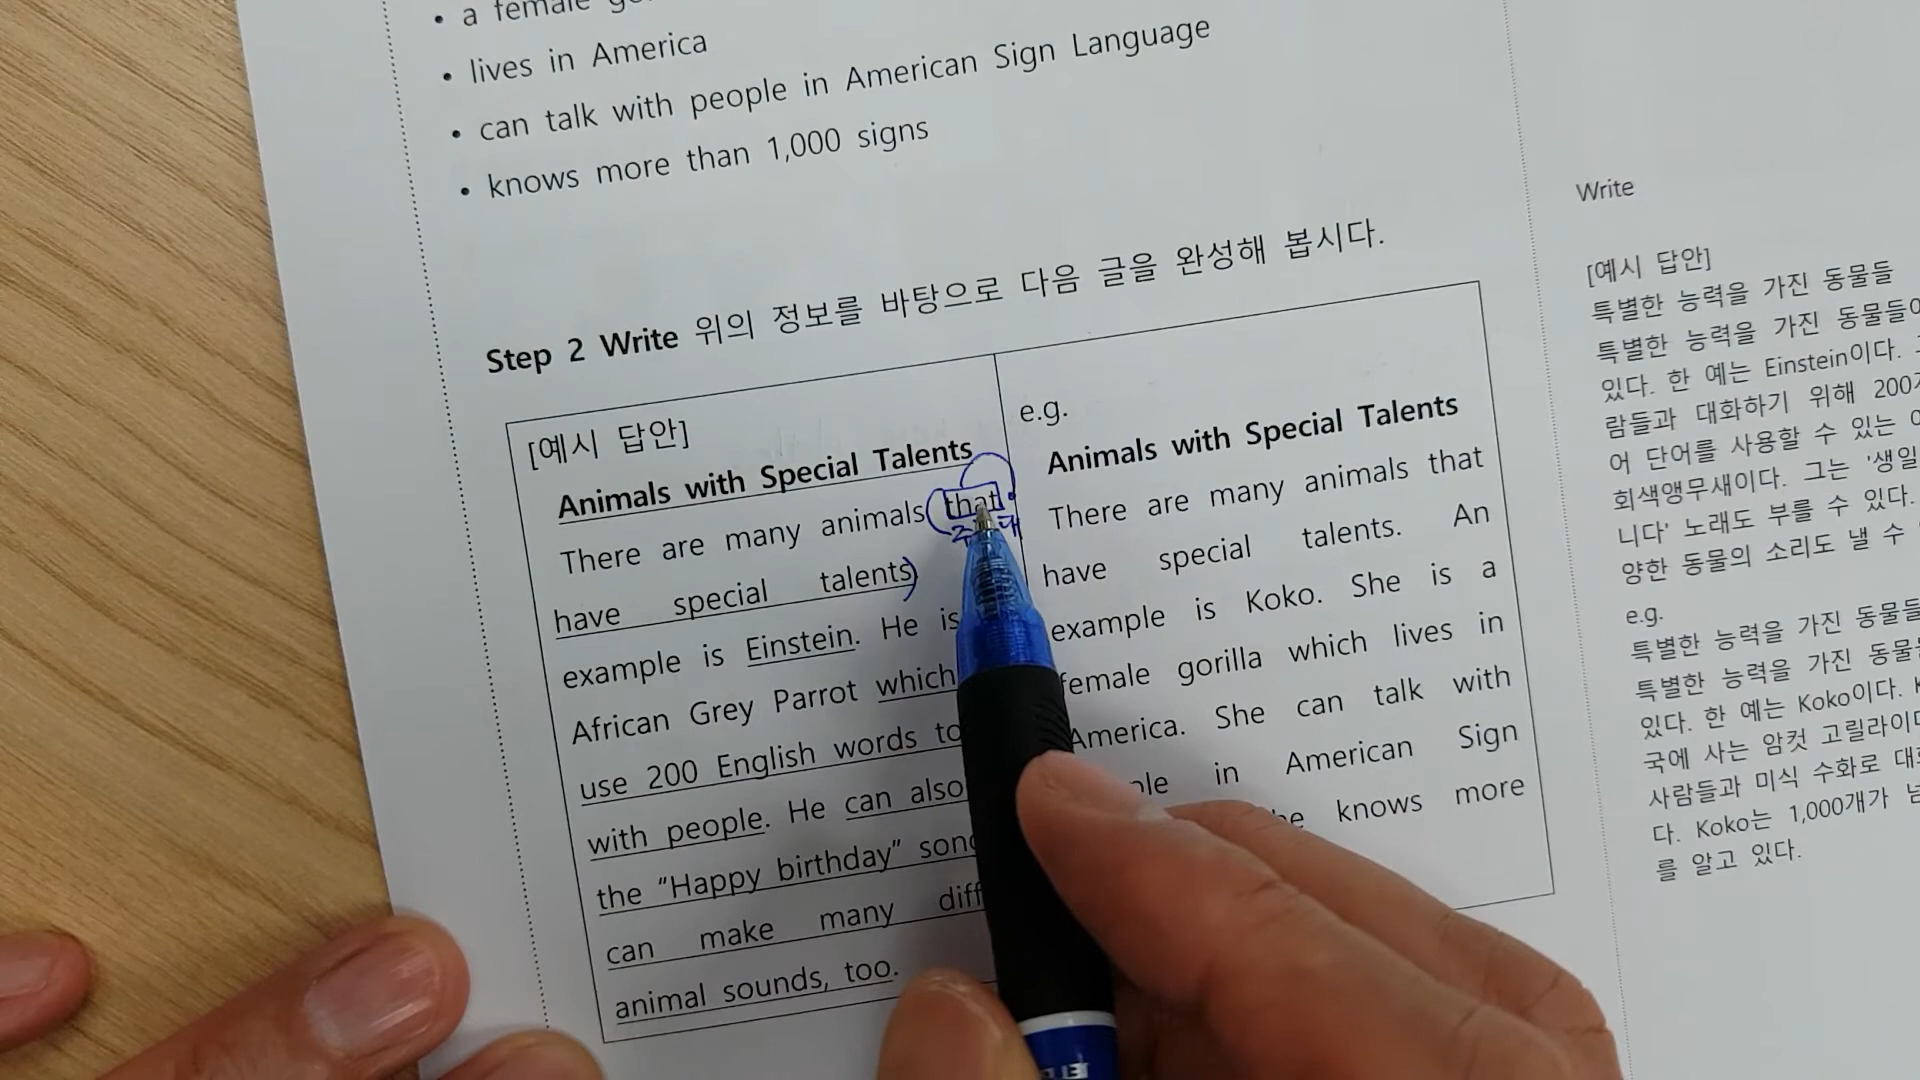 • a female
• lives in America
• can talk with people in American Sign Language
• knows more than 1,000 signs
Step 2 Write 위의 정보를 바탕으로 다음 글을 완성해 봅시다.
[예시 답안]
Animals with Special Talents
There are many animals that
have special talents
example is Einstein. He is
African Grey Parrot which
use 200 English words to
with people. He can also
the “Happy birthday” song
can make many
animal sounds, too.
e.g.
Animals with Special Talents
There are many animals that
have special talents. An
example is Koko. She is a
female gorilla which lives in
America. She can talk with
in American Sign
knows more
Write
[예시 답안]
특별한 능력을 가진 동물들
특별한 능력을 가진 동물들이
있다. 한 예는 Einstein이다.
람들과 대화하기 위해
어 단어를 사용할 수 있는
회색앵무새이다. 그는 '생일
니다' 노래도 부를 수 있다.
양한 동물의 소리도 낼 수
e.g.
특별한 능력을 가진 동물들
특별한 능력을 가진
있다. 한 예는 Koko이다.
국에 사는 암컷 고릴라이다
사람들과 미식 수화로
다. Koko는 1,000개가
를 알고 있다.